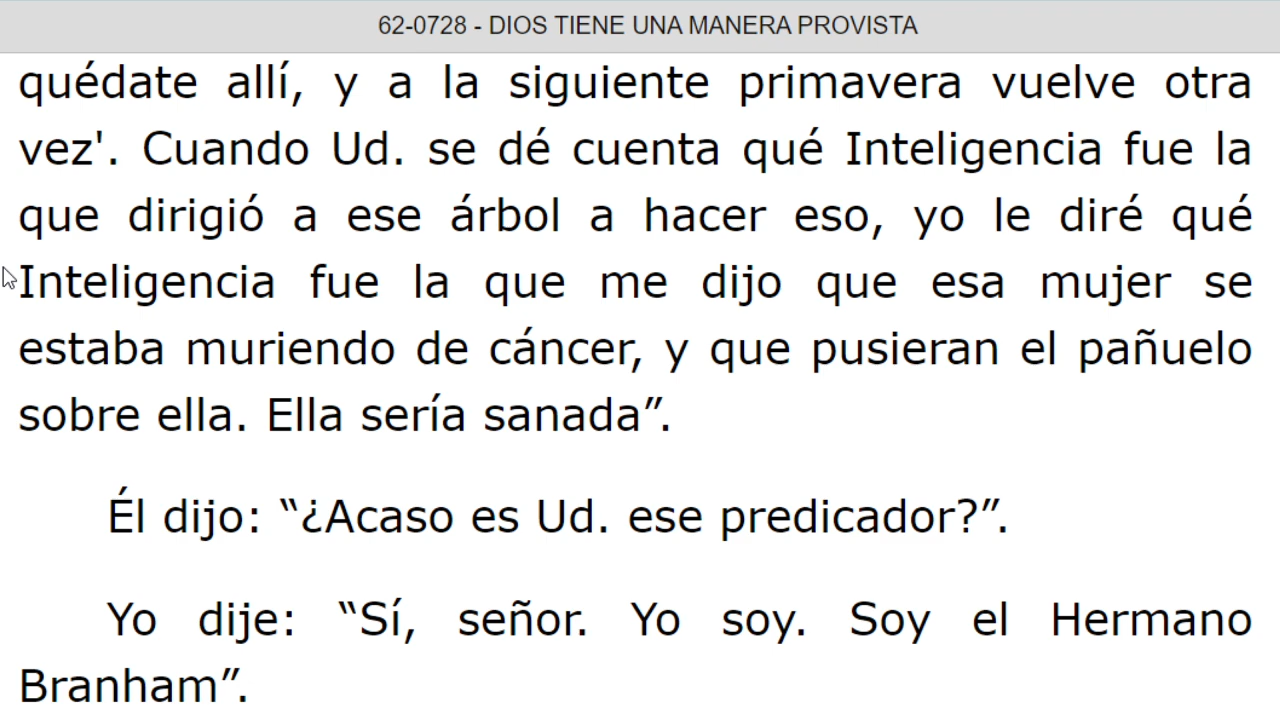 62-0728 - DIOS TIENE UNA MANERA PROVISTA
quédate allí, y a la siguiente primavera vuelve otra
vez'. Cuando Ud. se dé cuenta qué Inteligencia fue la
que dirigió a ese árbol a hacer eso, yo le diré qué
Inteligencia fue la que me dijo que esa mujer se
estaba muriendo de cáncer, y que pusieran el pañuelo
sobre ella. Ella sería sanada”.
Él dijo: “¿Acaso es Ud. ese predicador?”.
Yo dije: “Sí, señor. Yo soy. Soy el Hermano
Branham”.